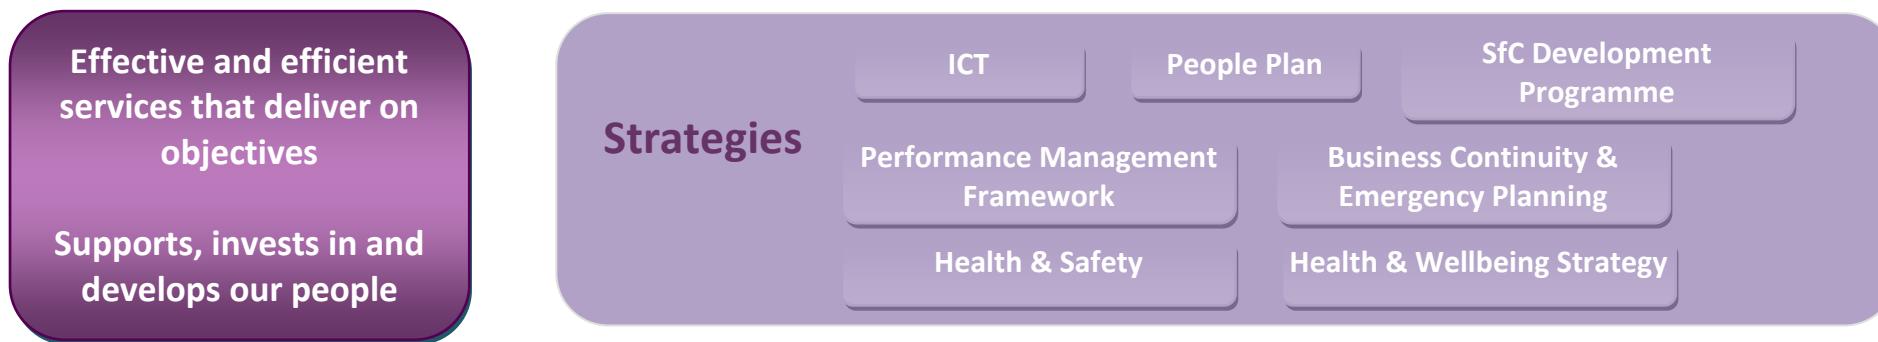 Effective and efficient
services that deliver on
objectives
Supports, invests in and
develops our people
Strategies
ICT
People Plan
SfC Development
Programme
Performance Management
Framework
Business Continuity &
Emergency Planning
Health & Safety
Health & Wellbeing Strategy